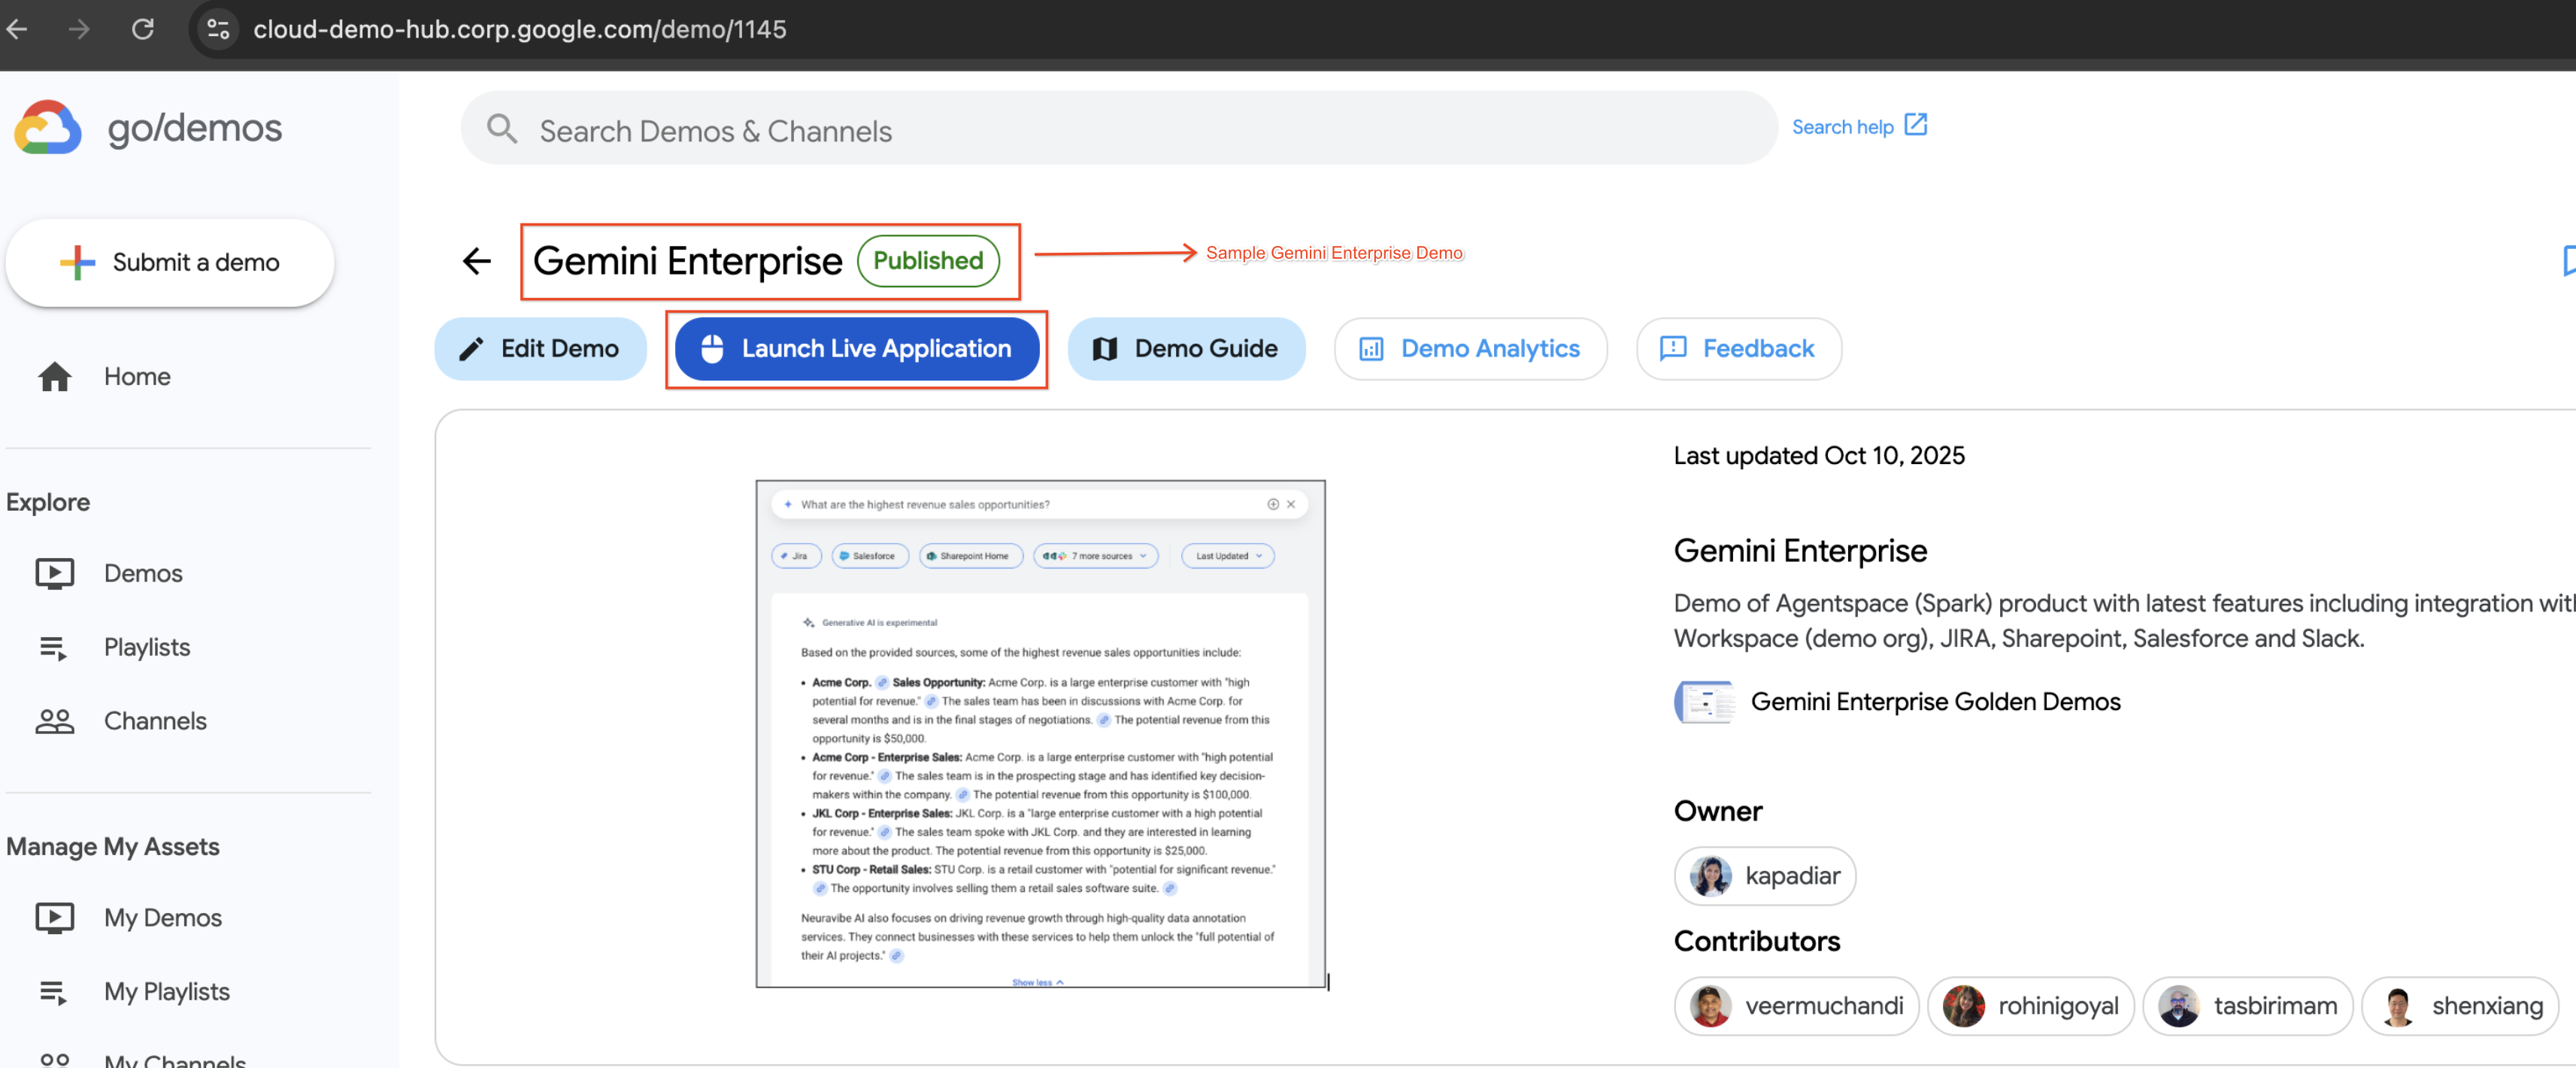 cloud-demo-hub.corp.google.com/demo/1145
go/demos
Search Demos & Channels
Search help
Submit a demo
Gemini Enterprise Published
Sample Gemini Enterprise Demo
Edit Demo
Launch Live Application
Demo Guide
Demo Analytics
Feedback
Home
Explore
Demos
Playlists
Channels
Manage My Assets
My Demos
My Playlists
My Channels
What are the highest revenue sales opportunities?
Jira
Salesforce
Sharepoint Home
7 more sources
Last Updated
Generative AI is experimental
Based on the provided sources, some of the highest revenue sales opportunities include:
• Acme Corp. Sales Opportunity: Acme Corp. is a large enterprise customer with "high
potential for revenue." The sales team has been in discussions with Acme Corp. for
several months and is in the final stages of negotiations. The potential revenue from this
opportunity is $50,000.
• Acme Corp - Enterprise Sales: Acme Corp. is a large enterprise customer with "high potential
for revenue." The sales team is in the prospecting stage and has identified key decision-
makers within the company. The potential revenue from this opportunity is $100,000.
• JKL Corp - Enterprise Sales: JKL Corp. is a "large enterprise customer with a high potential
for revenue." The sales team spoke with JKL Corp. and they are interested in learning
more about the product. The potential revenue from this opportunity is $25,000.
• STU Corp - Retail Sales: STU Corp. is a retail customer with "potential for significant revenue."
The opportunity involves selling them a retail sales software suite.
Neuravibe AI also focuses on driving revenue growth through high-quality data annotation
services. They connect businesses with these services to help them unlock the "full potential of
their AI projects."
Show less
Last updated Oct 10, 2025
Gemini Enterprise
Demo of Agentspace (Spark) product with latest features including integration with
Workspace (demo org), JIRA, Sharepoint, Salesforce and Slack.
Gemini Enterprise Golden Demos
Owner
kapadiar
Contributors
veermuchandi
rohinigoyal
tasbirimam
shenxiang